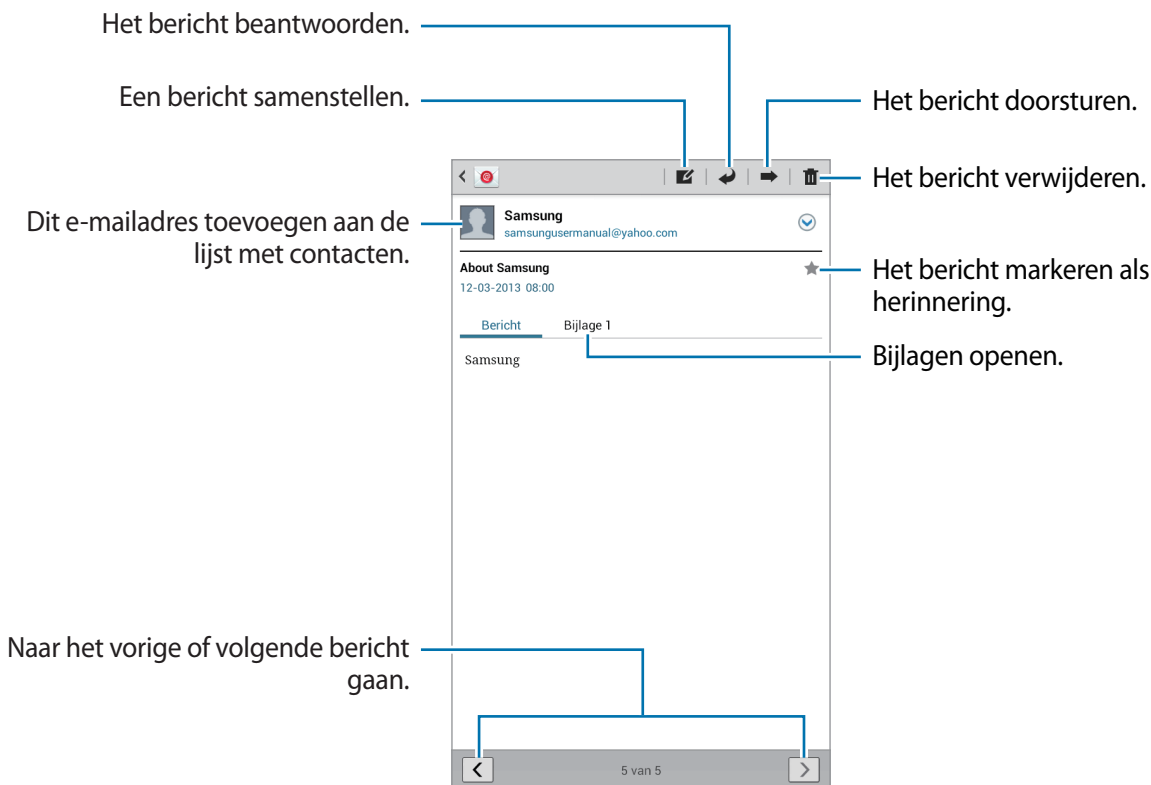 Het bericht beantwoorden.
Een bericht samenstellen.
Het bericht doorsturen.
Het bericht verwijderen.
Dit e-mailadres toevoegen aan de
lijst met contacten.
Samsung
samsungusermanual@yahoo.com
About Samsung
12-03-2013 08:00
Het bericht markeren als
herinnering.
Bericht
Bijlage 1
Bijlagen openen.
Samsung
Naar het vorige of volgende bericht
gaan.
5 van 5